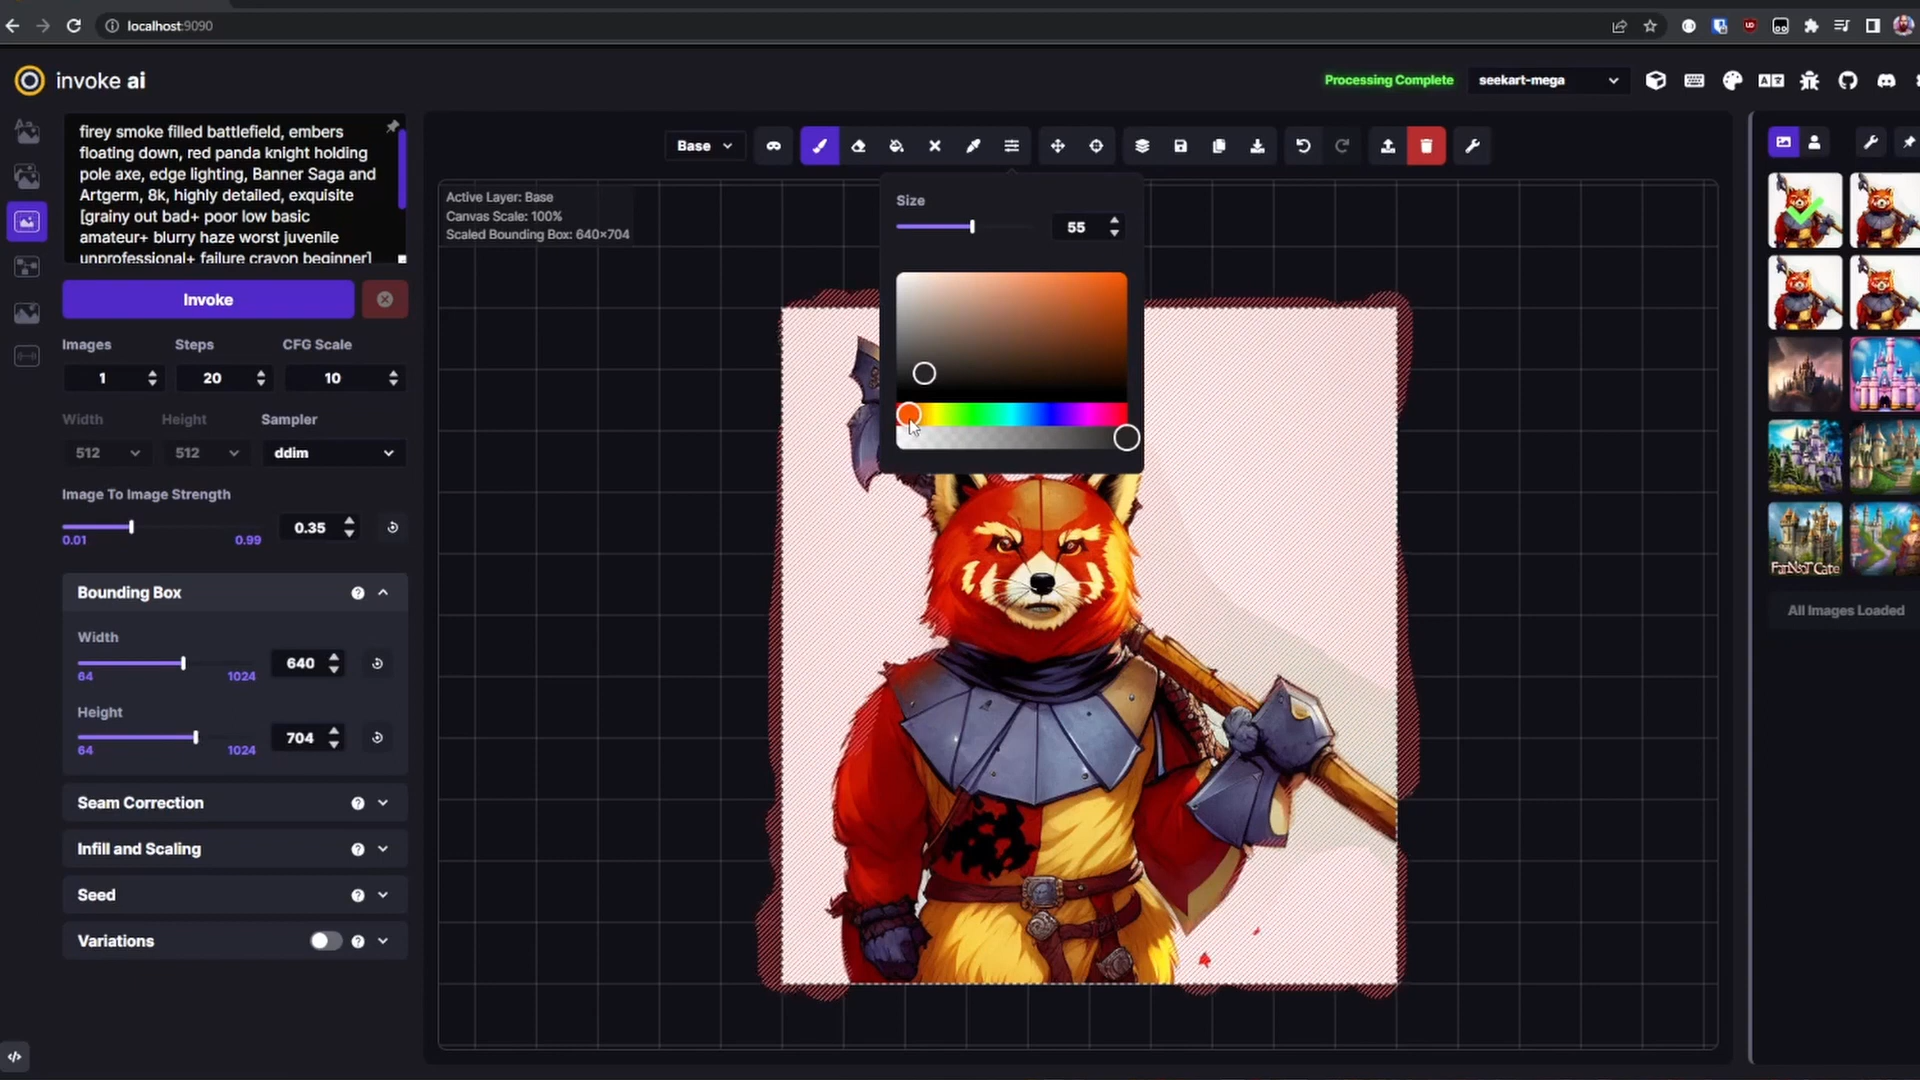 localhost:9090
invoke ai
Processing Complete
seekart-mega
firey smoke filled battlefield, embers
floating down, red panda knight holding
pole axe, edge lighting, Banner Saga and
Artgerm, 8k, highly detailed, exquisite
[grainy out bad+ poor low basic
amateur+ blurry haze worst juvenile
unprofessional+ failure crayon beginner]
Base
Invoke
Images
Steps
CFG Scale
1
20
10
Width
Height
Sampler
512
512
ddim
Image To Image Strength
0.35
0.01
0.99
Bounding Box
Width
640
64
1024
Height
704
64
1024
Seam Correction
Infill and Scaling
Seed
Variations
Active Layer: Base
Canvas Scale: 100%
Scaled Bounding Box: 640×704
Size
55
All Images Loaded